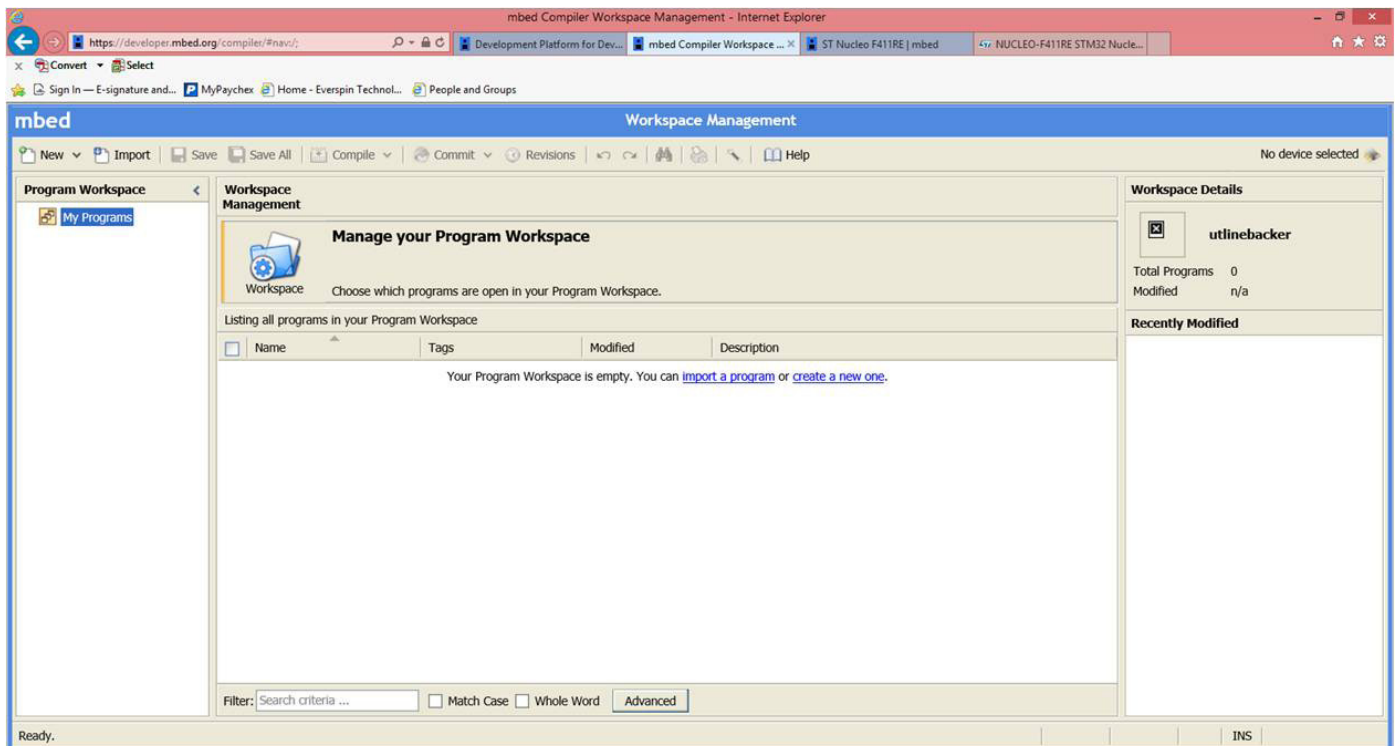 mbed Compiler Workspace Management - Internet Explorer
https://developer.mbed.org/compiler/#nav:/;
Development Platform for Dev...
mbed Compiler Workspace ...
ST Nucleo F411RE | mbed
NUCLEO-F411RE STM32 Nucle...
x Convert Select
Sign In — E-signature and... MyPaychex Home - Everspin Technol... People and Groups
mbed Workspace Management
New Import Save Save All Compile Commit Revisions Help No device selected
Program Workspace
My Programs
Workspace
Management
Workspace
Manage your Program Workspace
Choose which programs are open in your Program Workspace.
Listing all programs in your Program Workspace
Name Tags Modified Description
Your Program Workspace is empty. You can import a program or create a new one.
Filter: Search criteria ... Match Case Whole Word Advanced
Workspace Details
utlinebacker
Total Programs 0
Modified n/a
Recently Modified
Ready. INS